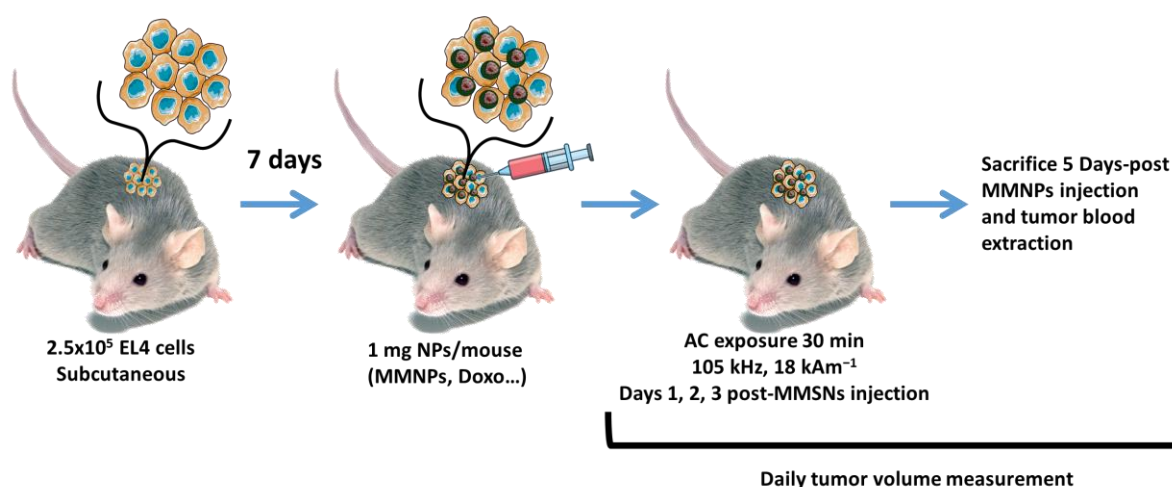 7 days
Sacrifice 5 Days-post
MMNPs injection
and tumor blood
extraction
2.5x10⁵ EL4 cells
Subcutaneous
1 mg NPs/mouse
(MMNPs, Doxo...)
AC exposure 30 min
105 kHz, 18 kAm⁻¹
Days 1, 2, 3 post-MMSNs injection
Daily tumor volume measurement